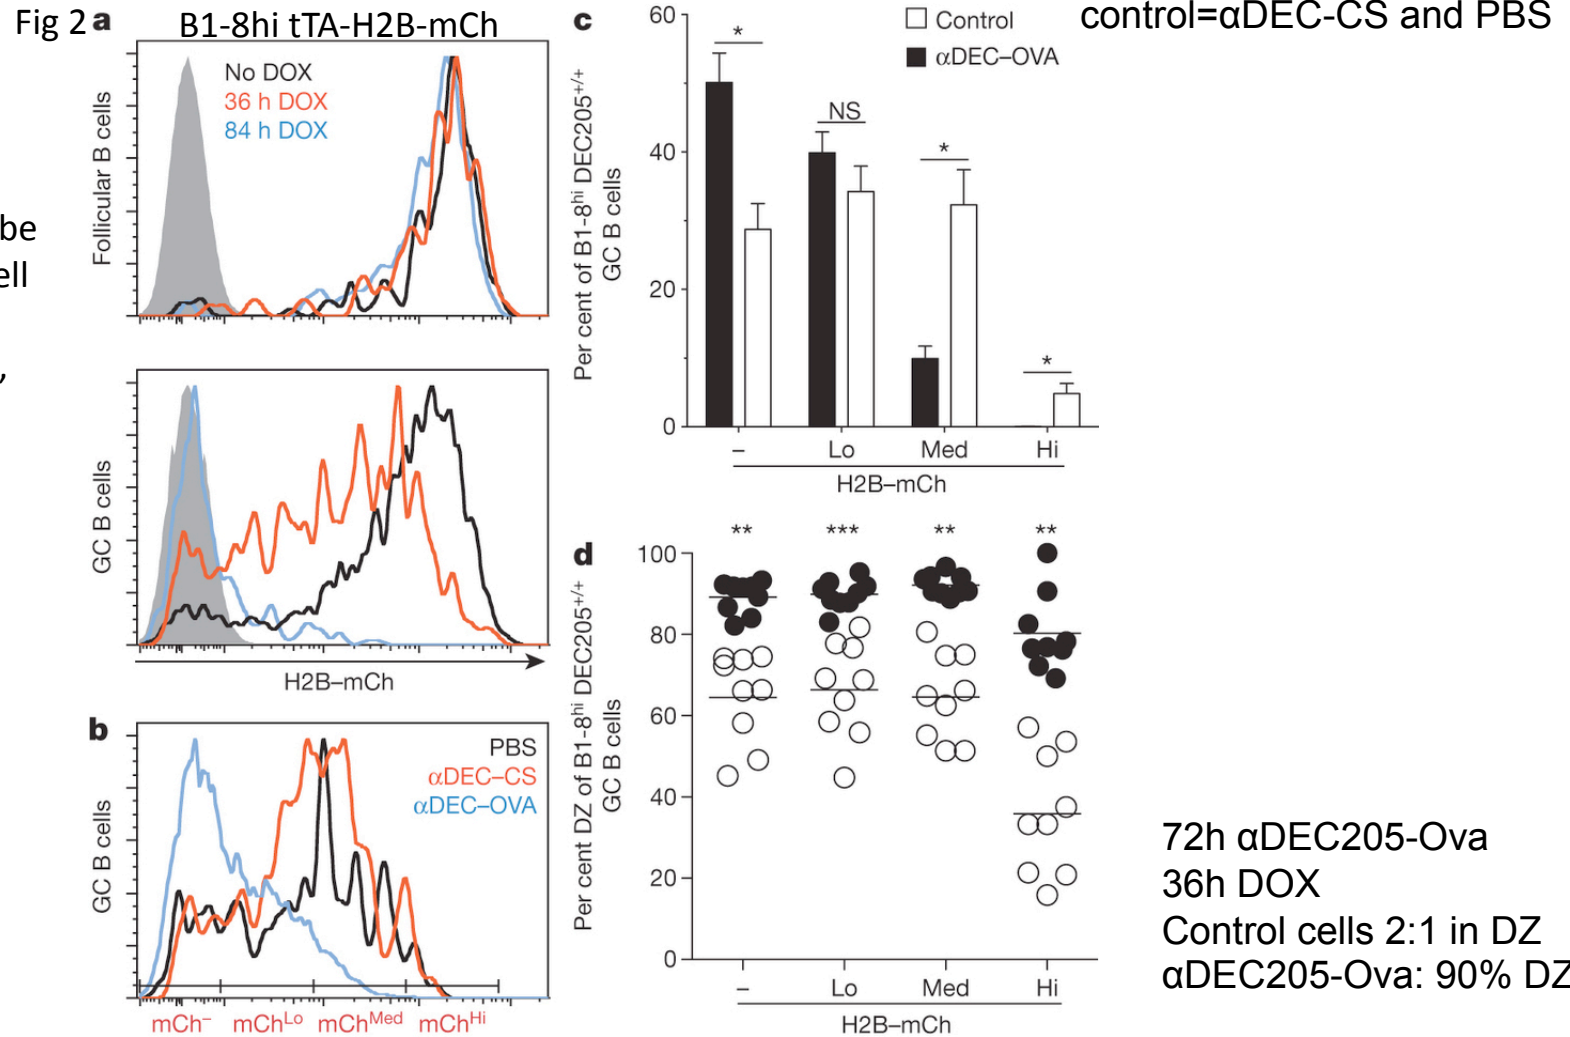 Fig 2 a
B1-8hi tTA-H2B-mCh
No DOX
36 h DOX
84 h DOX
Follicular B cells
be
ell
,
GC B cells
H2B–mCh
b
PBS
αDEC–CS
αDEC–OVA
GC B cells
mCh–
mChLo
mChMed
mChHi
c
Control
αDEC–OVA
control=αDEC-CS and PBS
Per cent of B1-8hi DEC205+/+
GC B cells
60
40
20
0
*
NS
*
*
– Lo Med Hi
H2B–mCh
d
** *** ** **
Per cent DZ of B1-8hi DEC205+/+
GC B cells
100
80
60
40
20
0
– Lo Med Hi
H2B–mCh
72h αDEC205-Ova
36h DOX
Control cells 2:1 in DZ
αDEC205-Ova: 90% DZ